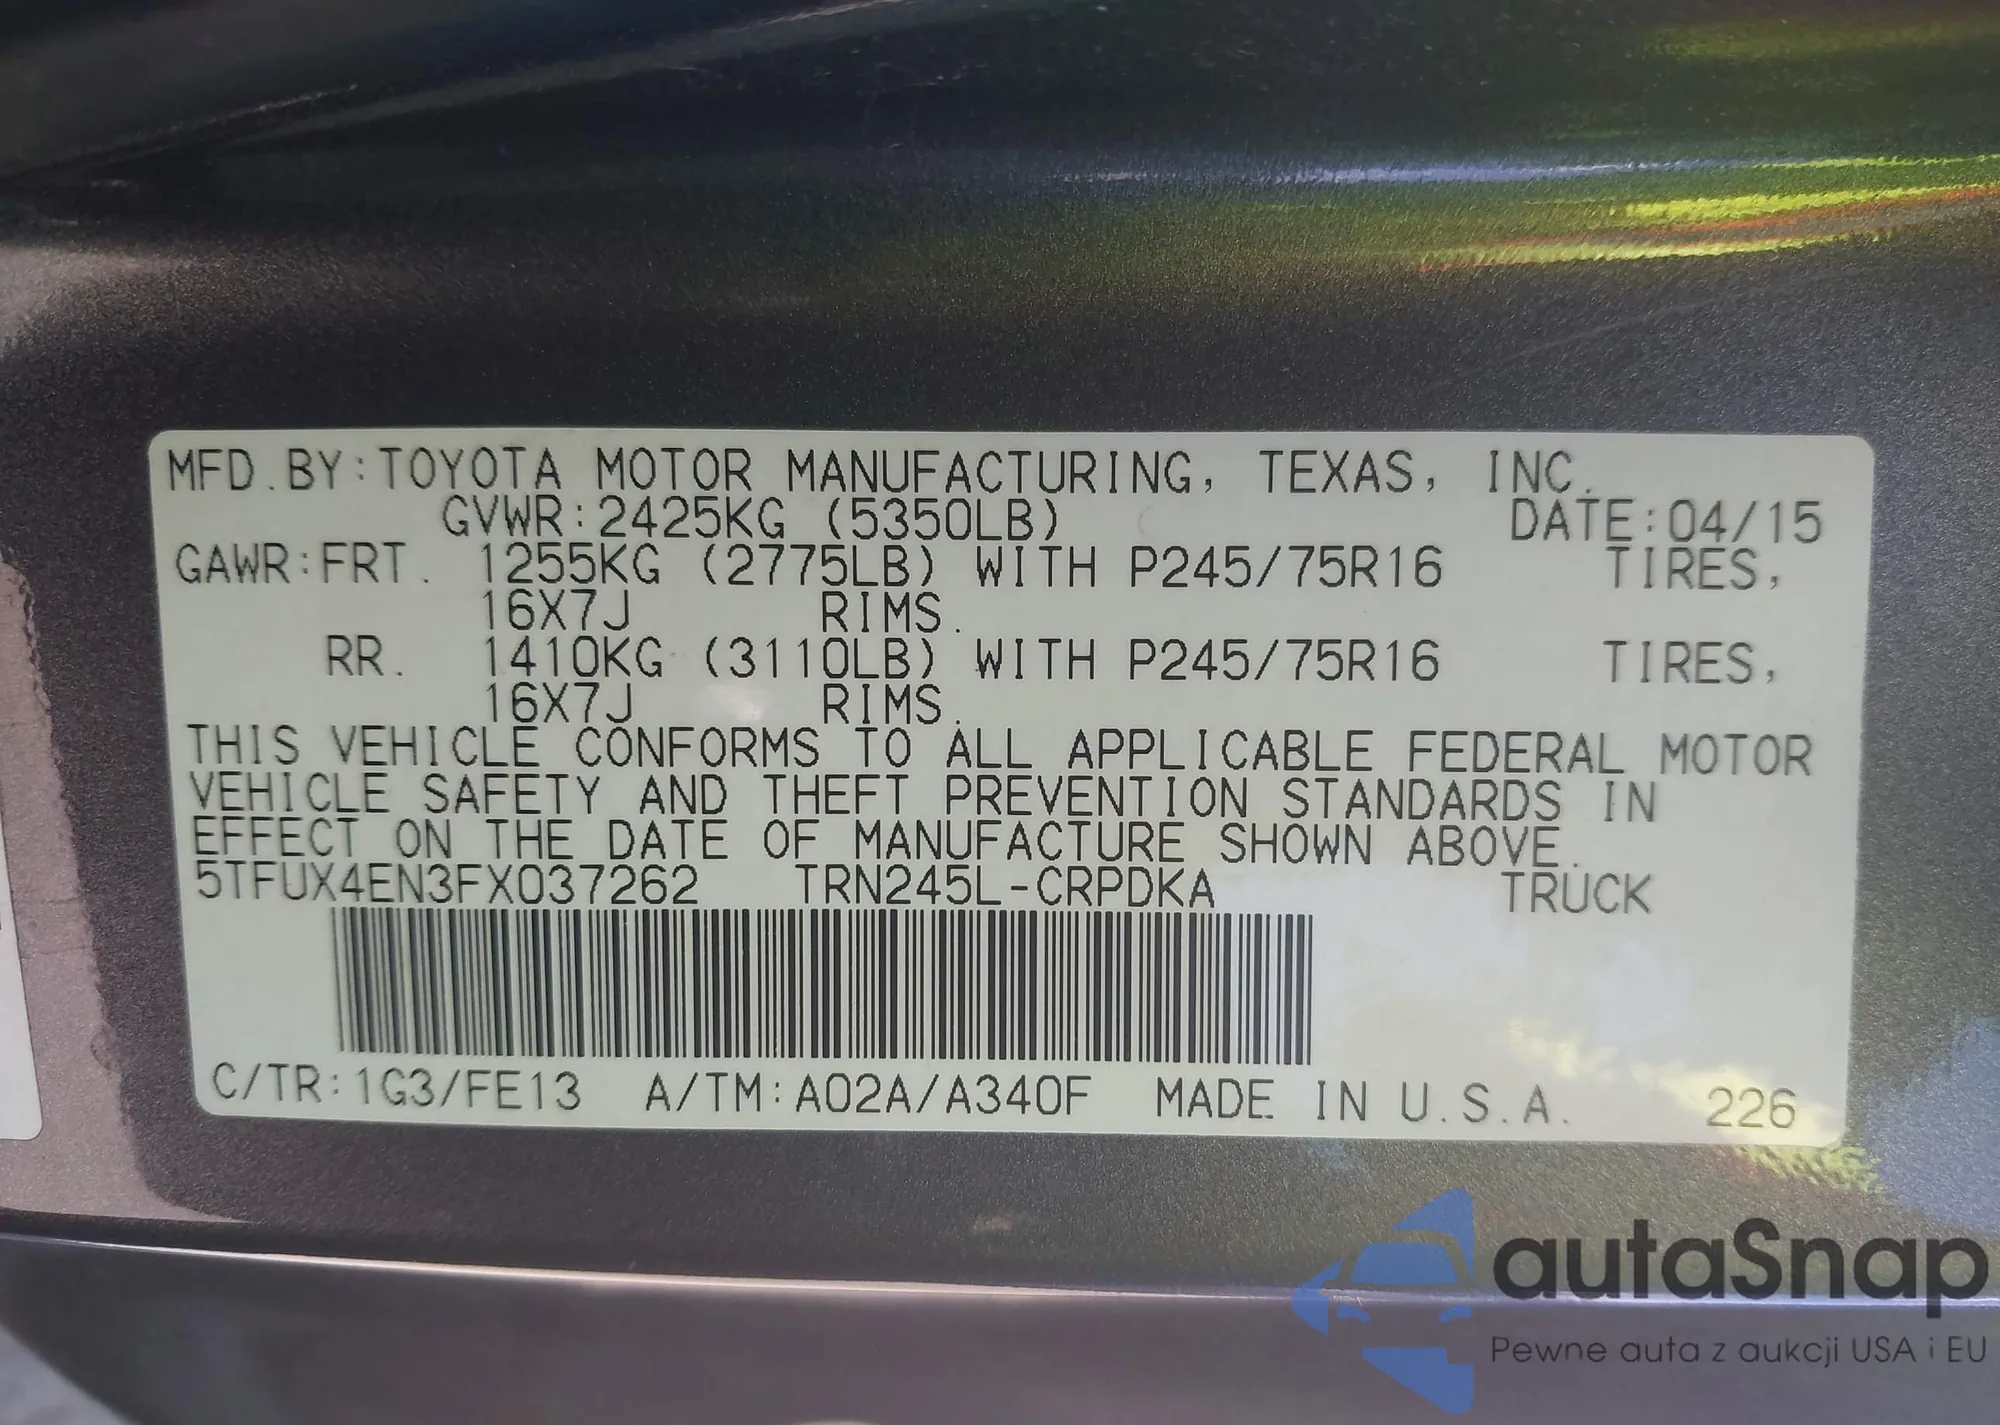 MFD.BY:TOYOTA MOTOR MANUFACTURING, TEXAS, INC.
GVWR:2425KG (5350LB) DATE:04/15
GAWR:FRT. 1255KG (2775LB) WITH P245/75R16 TIRES,
16X7J RIMS.
RR. 1410KG (3110LB) WITH P245/75R16 TIRES,
16X7J RIMS.
THIS VEHICLE CONFORMS TO ALL APPLICABLE FEDERAL MOTOR
VEHICLE SAFETY AND THEFT PREVENTION STANDARDS IN
EFFECT ON THE DATE OF MANUFACTURE SHOWN ABOVE.
5TFUX4EN3FX037262 TRN245L-CRPDKA TRUCK
C/TR:1G3/FE13 A/TM:A02A/A340F MADE IN U.S.A. 226
autaSnap
Pewne auta z aukcji USA i EU